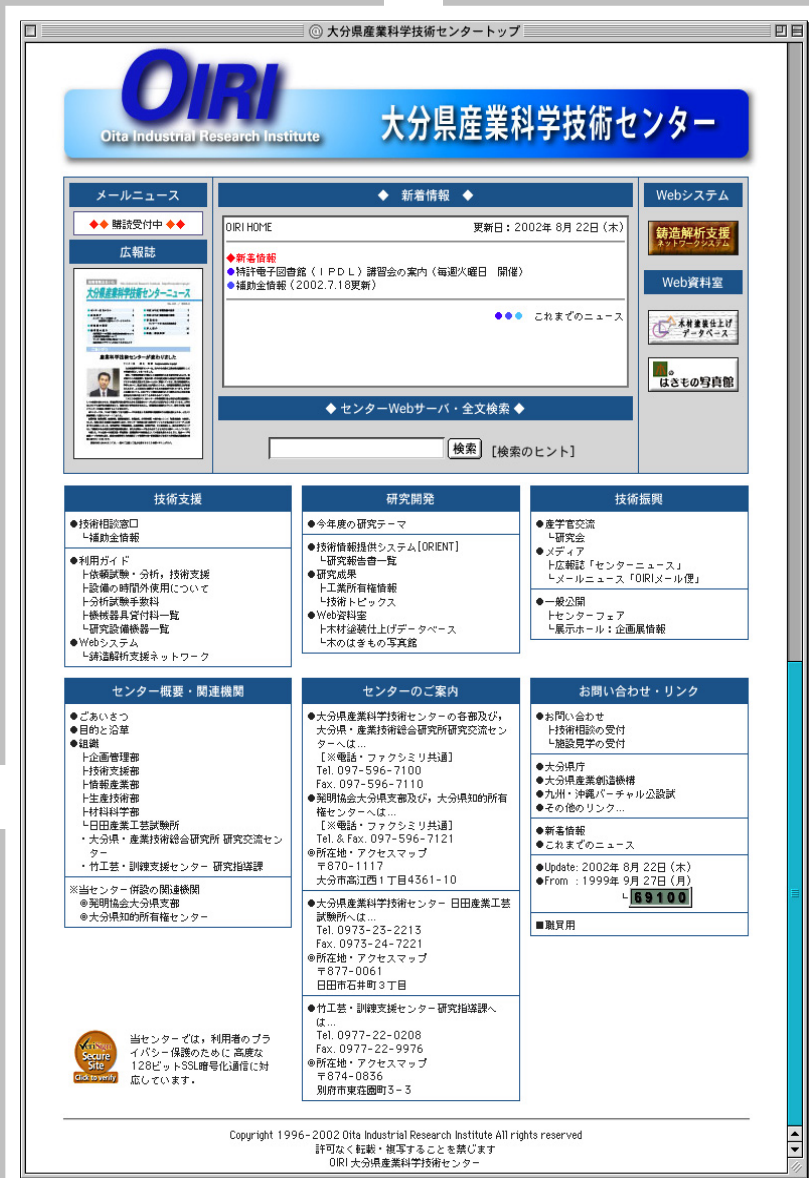 大分県産業科学技術センタートップ
OIRI
Oita Industrial Research Institute
大分県産業科学技術センター
メールニュース
◆◆ 購読受付中 ◆◆
広報誌
大分県産業科学技術センターニュース
産業科学技術センターが変わりました
◆ 新着情報 ◆
OIRI HOME 更新日：2002年 8月 22日（木）
◆新着情報
●特許電子図書館（ＩＰＤＬ）講習会の案内（毎週火曜日 開催）
●補助金情報（2002.7.18更新）
●●● これまでのニュース
◆ センターWebサーバ・全文検索 ◆
検索 [検索のヒント]
Webシステム
鋳造解析支援
ネットワークシステム
Web資料室
木材塗装仕上げ
データベース
木の
はきもの写真館
技術支援
●技術相談窓口
└補助金情報
●利用ガイド
├依頼試験・分析，技術支援
├設備の時間外使用について
├分析試験手数料
├機械器具貸付料一覧
└研究設備機器一覧
●Webシステム
└鋳造解析支援ネットワーク
研究開発
●今年度の研究テーマ
●技術情報提供システム[ORIENT]
└研究報告書一覧
●研究成果
├工業所有権情報
└技術トピックス
●Web資料室
├木材塗装仕上げデータベース
└木のはきもの写真館
技術振興
●産学官交流
└研究会
●メディア
├広報誌「センターニュース」
└メールニュース「OIRIメール便」
●一般公開
├センターフェア
└展示ホール：企画展情報
センター概要・関連機関
●ごあいさつ
●目的と沿革
●組織
├企画管理部
├技術支援部
├情報産業部
├生産技術部
├材料科学部
└日田産業工芸試験所
・大分県・産業技術総合研究所 研究交流セン
ター
・竹工芸・訓練支援センター 研究指導課
※当センター併設の関連機関
◎発明協会大分県支部
◎大分県知的所有権センター
センターのご案内
●大分県産業科学技術センターの各部及び，
大分県・産業技術総合研究所研究交流セン
ターへは…
[※電話・ファクシミリ共通]
Tel. 097-596-7100
Fax. 097-596-7110
●発明協会大分県支部及び，大分県知的所有
権センターへは…
[※電話・ファクシミリ共通]
Tel. & Fax. 097-596-7121
◎所在地・アクセスマップ
〒870-1117
大分市高江西１丁目4361-10
●大分県産業科学技術センター 日田産業工芸
試験所へは…
Tel. 0973-23-2213
Fax. 0973-24-7221
◎所在地・アクセスマップ
〒877-0061
日田市石井町３丁目
●竹工芸・訓練支援センター研究指導課へ
は…
Tel. 0977-22-0208
Fax. 0977-22-9976
◎所在地・アクセスマップ
〒874-0836
別府市東荘園町３−３
お問い合わせ・リンク
●お問い合わせ
├技術相談の受付
└施設見学の受付
●大分県庁
●大分県産業創造機構
●九州・沖縄バーチャル公設試
●その他のリンク…
●新着情報
●これまでのニュース
●Update: 2002年 8月 22日（木）
●From : 1999年 9月 27日（月）
└69100
■職員用
VeriSign
Secure
Site
Click to verify
当センターでは，利用者のプラ
イバシー保護のために 高度な
128ビットSSL暗号化通信に対
応しています．
Copyright 1996-2002 Oita Industrial Research Institute All rights reserved
許可なく転載・複写することを禁じます
OIRI 大分県産業科学技術センター